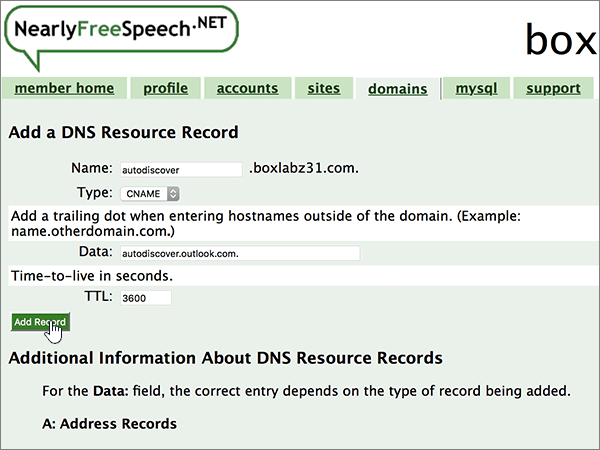 NearlyFreeSpeech.NET
box
member home profile accounts sites domains mysql support
Add a DNS Resource Record
Name: autodiscover .boxlabz31.com.
Type: CNAME
Add a trailing dot when entering hostnames outside of the domain. (Example:
name.otherdomain.com.)
Data: autodiscover.outlook.com.
Time-to-live in seconds.
TTL: 3600
Add Record
Additional Information About DNS Resource Records
For the Data: field, the correct entry depends on the type of record being added.
A: Address Records